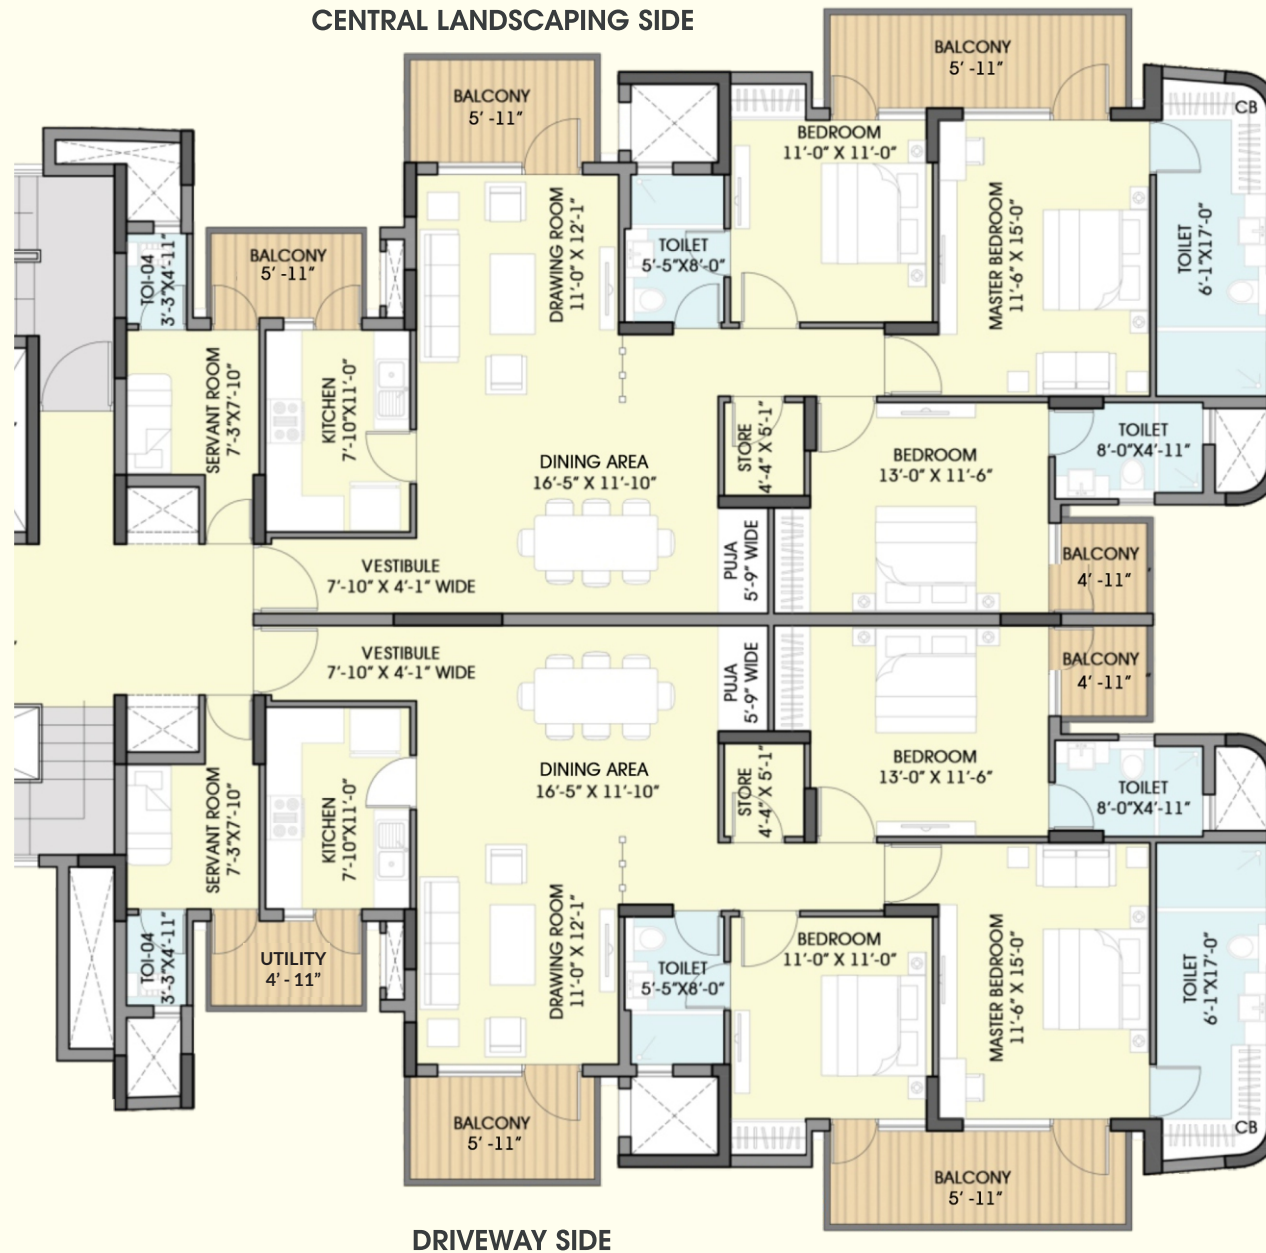 CENTRAL LANDSCAPING SIDE
BALCONY
5' -11"
BALCONY
5' -11"
CB
BEDROOM
11'-0" X 11'-0"
MASTER BEDROOM
11'-6" X 15'-0"
TOILET
6'-1"X17'-0"
DRAWING ROOM
11'-0" X 12'-1"
TOILET
5'-5"X8'-0"
BALCONY
5' -11"
TOI-04
3'-3"X4'-11"
SERVANT ROOM
7'-3"X7'-10"
KITCHEN
7'-10"X11'-0"
DINING AREA
16'-5" X 11'-10"
STORE
4'-4" X 5'-1"
BEDROOM
13'-0" X 11'-6"
TOILET
8'-0"X4'-11"
PUJA
5'-9" WIDE
BALCONY
4' -11"
VESTIBULE
7'-10" X 4'-1" WIDE
VESTIBULE
7'-10" X 4'-1" WIDE
PUJA
5'-9" WIDE
BALCONY
4' -11"
DINING AREA
16'-5" X 11'-10"
STORE
4'-4" X 5'-1"
BEDROOM
13'-0" X 11'-6"
TOILET
8'-0"X4'-11"
SERVANT ROOM
7'-3"X7'-10"
KITCHEN
7'-10"X11'-0"
TOI-04
3'-3"X4'-11"
UTILITY
4' - 11"
DRAWING ROOM
11'-0" X 12'-1"
TOILET
5'-5"X8'-0"
BEDROOM
11'-0" X 11'-0"
MASTER BEDROOM
11'-6" X 15'-0"
TOILET
6'-1"X17'-0"
CB
BALCONY
5' -11"
BALCONY
5' -11"
DRIVEWAY SIDE